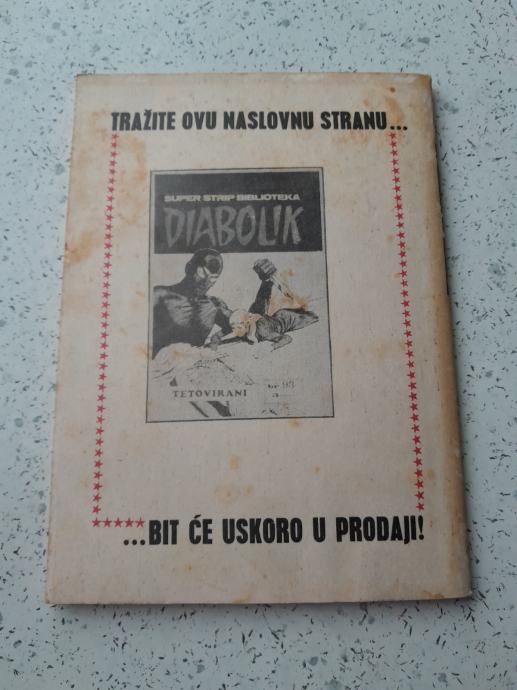 TRAŽITE OVU NASLOVNU STRANU...
SUPER STRIP BIBLIOTEKA
DIABOLIK
TETOVIRANI
...BIT ĆE USKORO U PRODAJI!